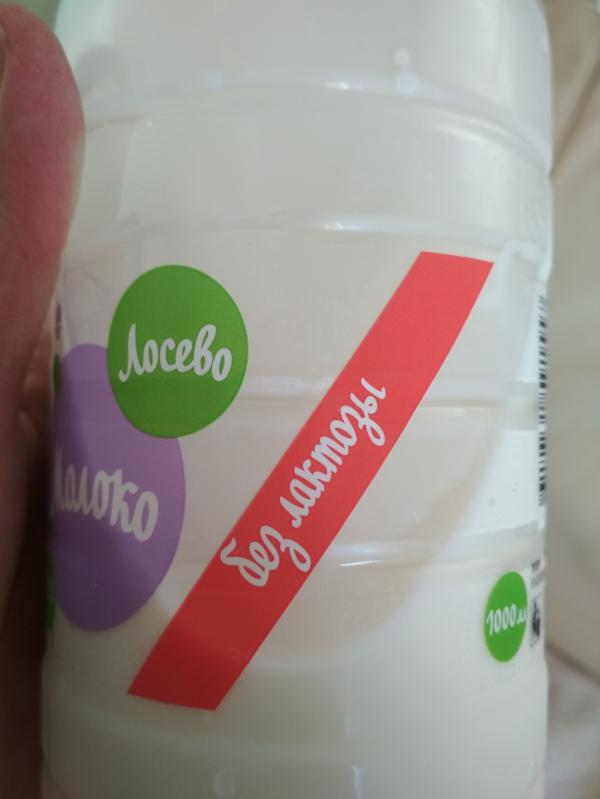 Лосево
Молоко
без лактозы
1000 мл